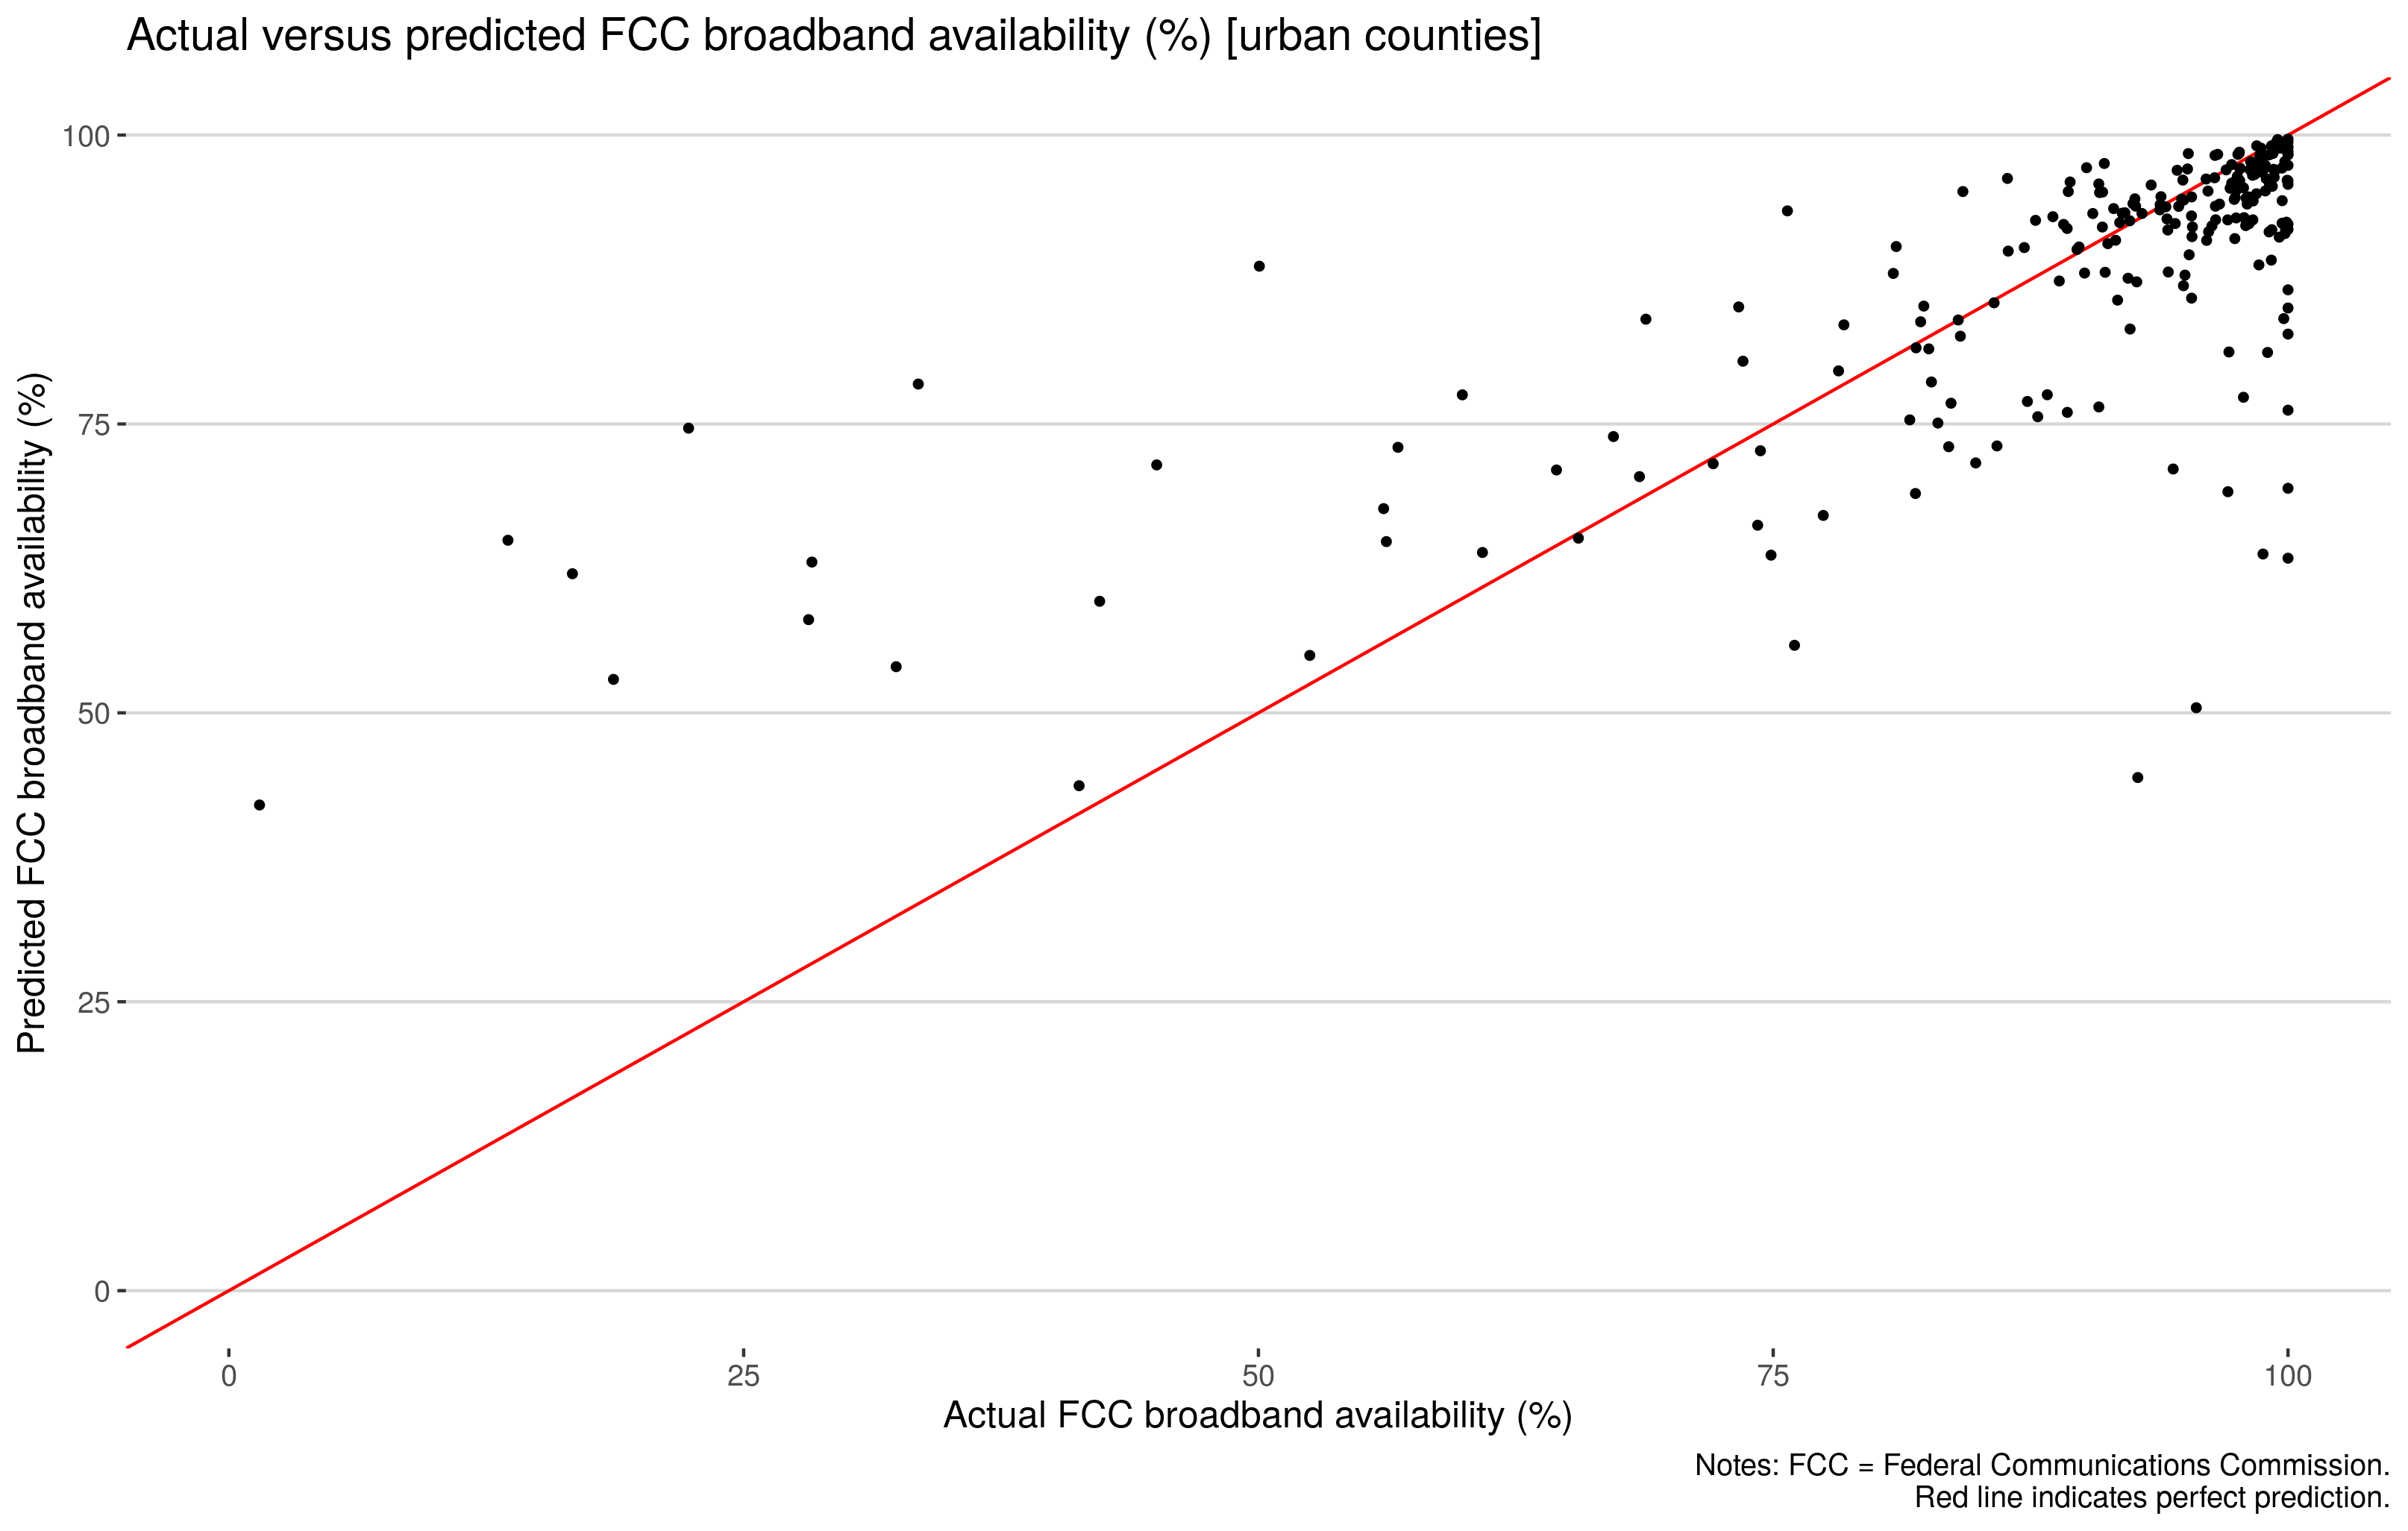 Actual versus predicted FCC broadband availability (%) [urban counties]
Predicted FCC broadband availability (%)
100
75
50
25
0
0 25 50 75 100
Actual FCC broadband availability (%)
Notes: FCC = Federal Communications Commission.
Red line indicates perfect prediction.